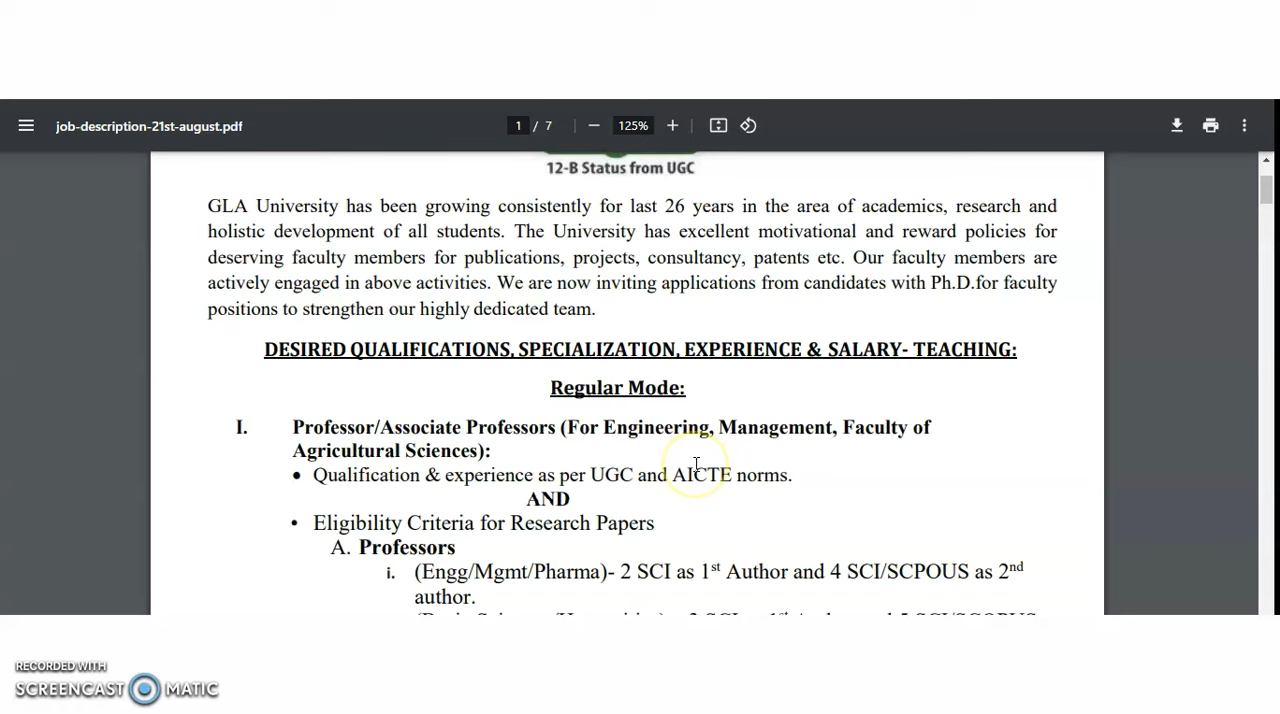 job-description-21st-august.pdf
1 / 7
125%
12-B Status from UGC
GLA University has been growing consistently for last 26 years in the area of academics, research and
holistic development of all students. The University has excellent motivational and reward policies for
deserving faculty members for publications, projects, consultancy, patents etc. Our faculty members are
actively engaged in above activities. We are now inviting applications from candidates with Ph.D.for faculty
positions to strengthen our highly dedicated team.
DESIRED QUALIFICATIONS, SPECIALIZATION, EXPERIENCE & SALARY- TEACHING:
Regular Mode:
I. Professor/Associate Professors (For Engineering, Management, Faculty of
Agricultural Sciences):
• Qualification & experience as per UGC and AICTE norms.
AND
• Eligibility Criteria for Research Papers
A. Professors
i. (Engg/Mgmt/Pharma)- 2 SCI as 1st Author and 4 SCI/SCPOUS as 2nd
author.
RECORDED WITH
SCREENCAST MATIC